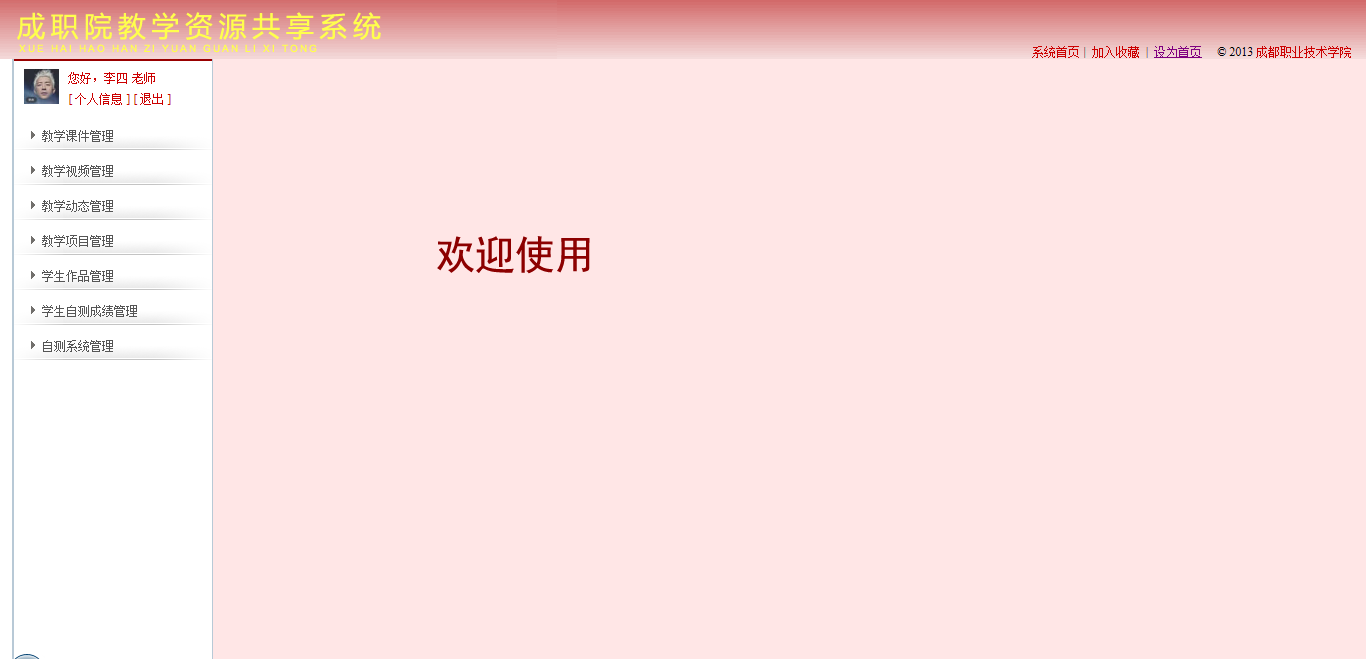 成职院教学资源共享系统
XUE HAI HAO HAN ZI YUAN GUAN LI XI TONG
系统首页 | 加入收藏 | 设为首页 © 2013 成都职业技术学院
您好，李四 老师
[ 个人信息 ] [ 退出 ]
教学课件管理
教学视频管理
教学动态管理
教学项目管理
学生作品管理
学生自测成绩管理
自测系统管理
欢迎使用